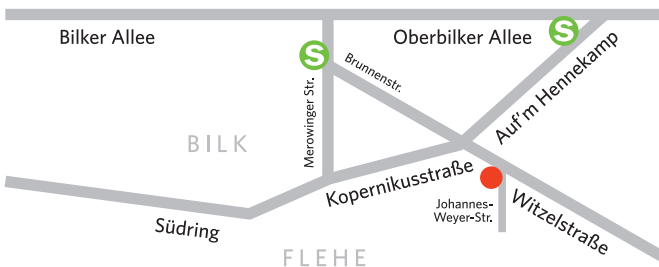 Bilker Allee
Oberbilker Allee
S
S
Brunnenstr.
Auf'm Hennekamp
Merowinger Str.
BILK
Kopernikusstraße
Johannes-
Weyer-Str.
Witzelstraße
Südring
FLEHE